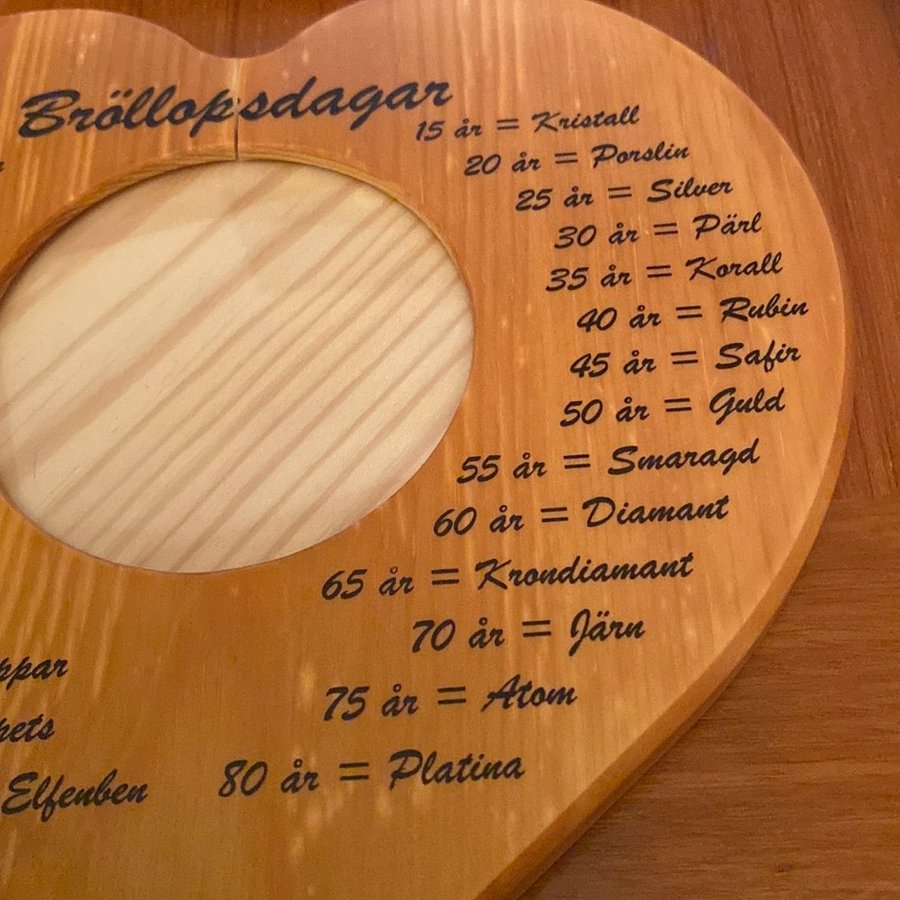 Bröllopsdagar
15 år = Kristall
20 år = Porslin
25 år = Silver
30 år = Pärl
35 år = Korall
40 år = Rubin
45 år = Safir
50 år = Guld
55 år = Smaragd
60 år = Diamant
65 år = Krondiamant
70 år = Järn
75 år = Atom
80 år = Platina
Elfenben